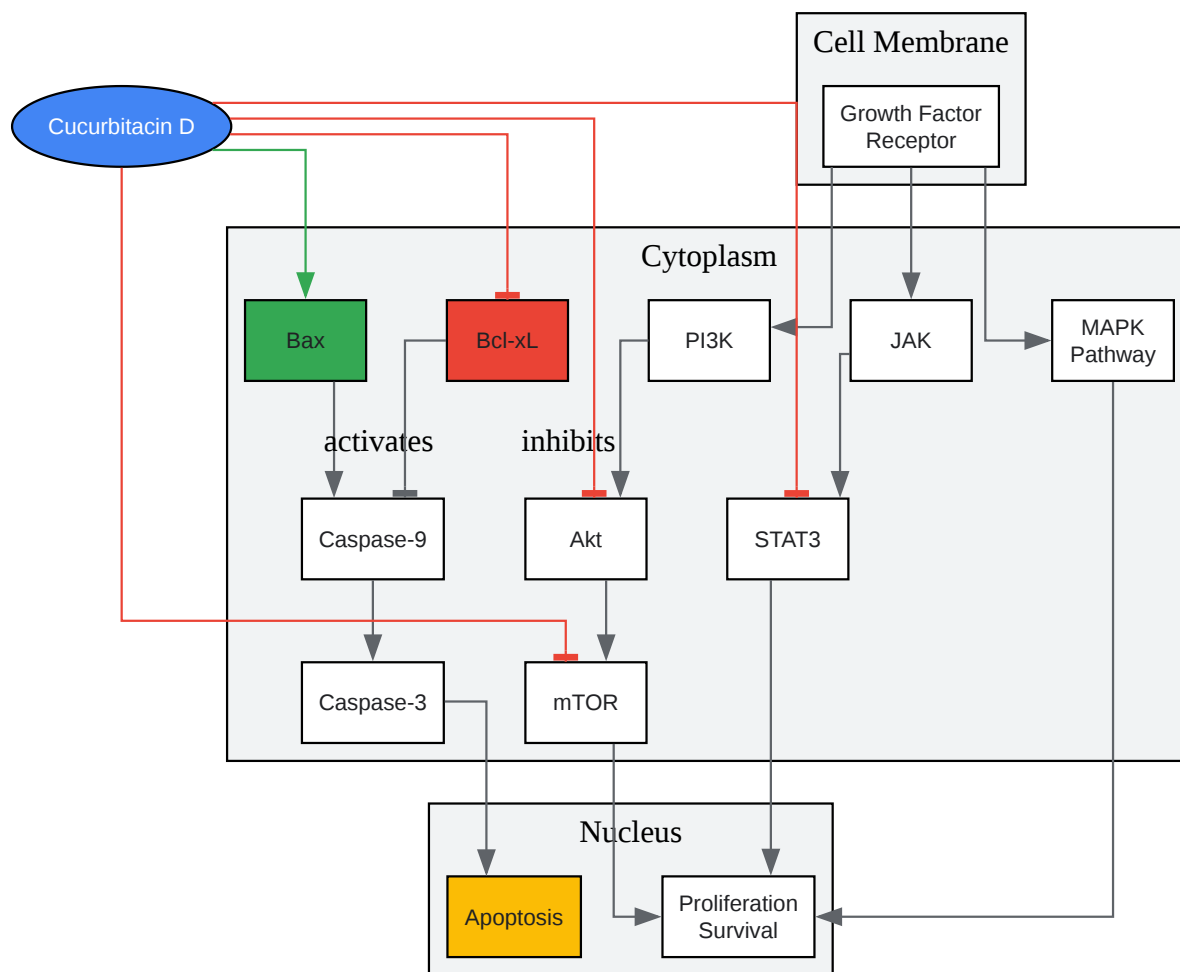 Cell Membrane
Growth Factor
Receptor
Cucurbitacin D
Cytoplasm
Bax
Bcl-xL
PI3K
JAK
MAPK
Pathway
activates
inhibits
Caspase-9
Akt
STAT3
Caspase-3
mTOR
Nucleus
Apoptosis
Proliferation
Survival